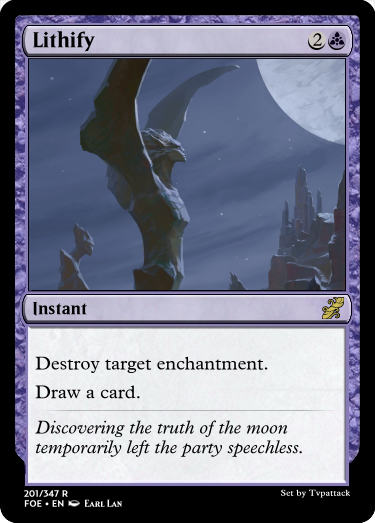 Lithify
2
Instant
Destroy target enchantment.
Draw a card.
Discovering the truth of the moon
temporarily left the party speechless.
201/347 R
Set by Tvpattack
FOE • EN Earl Lan